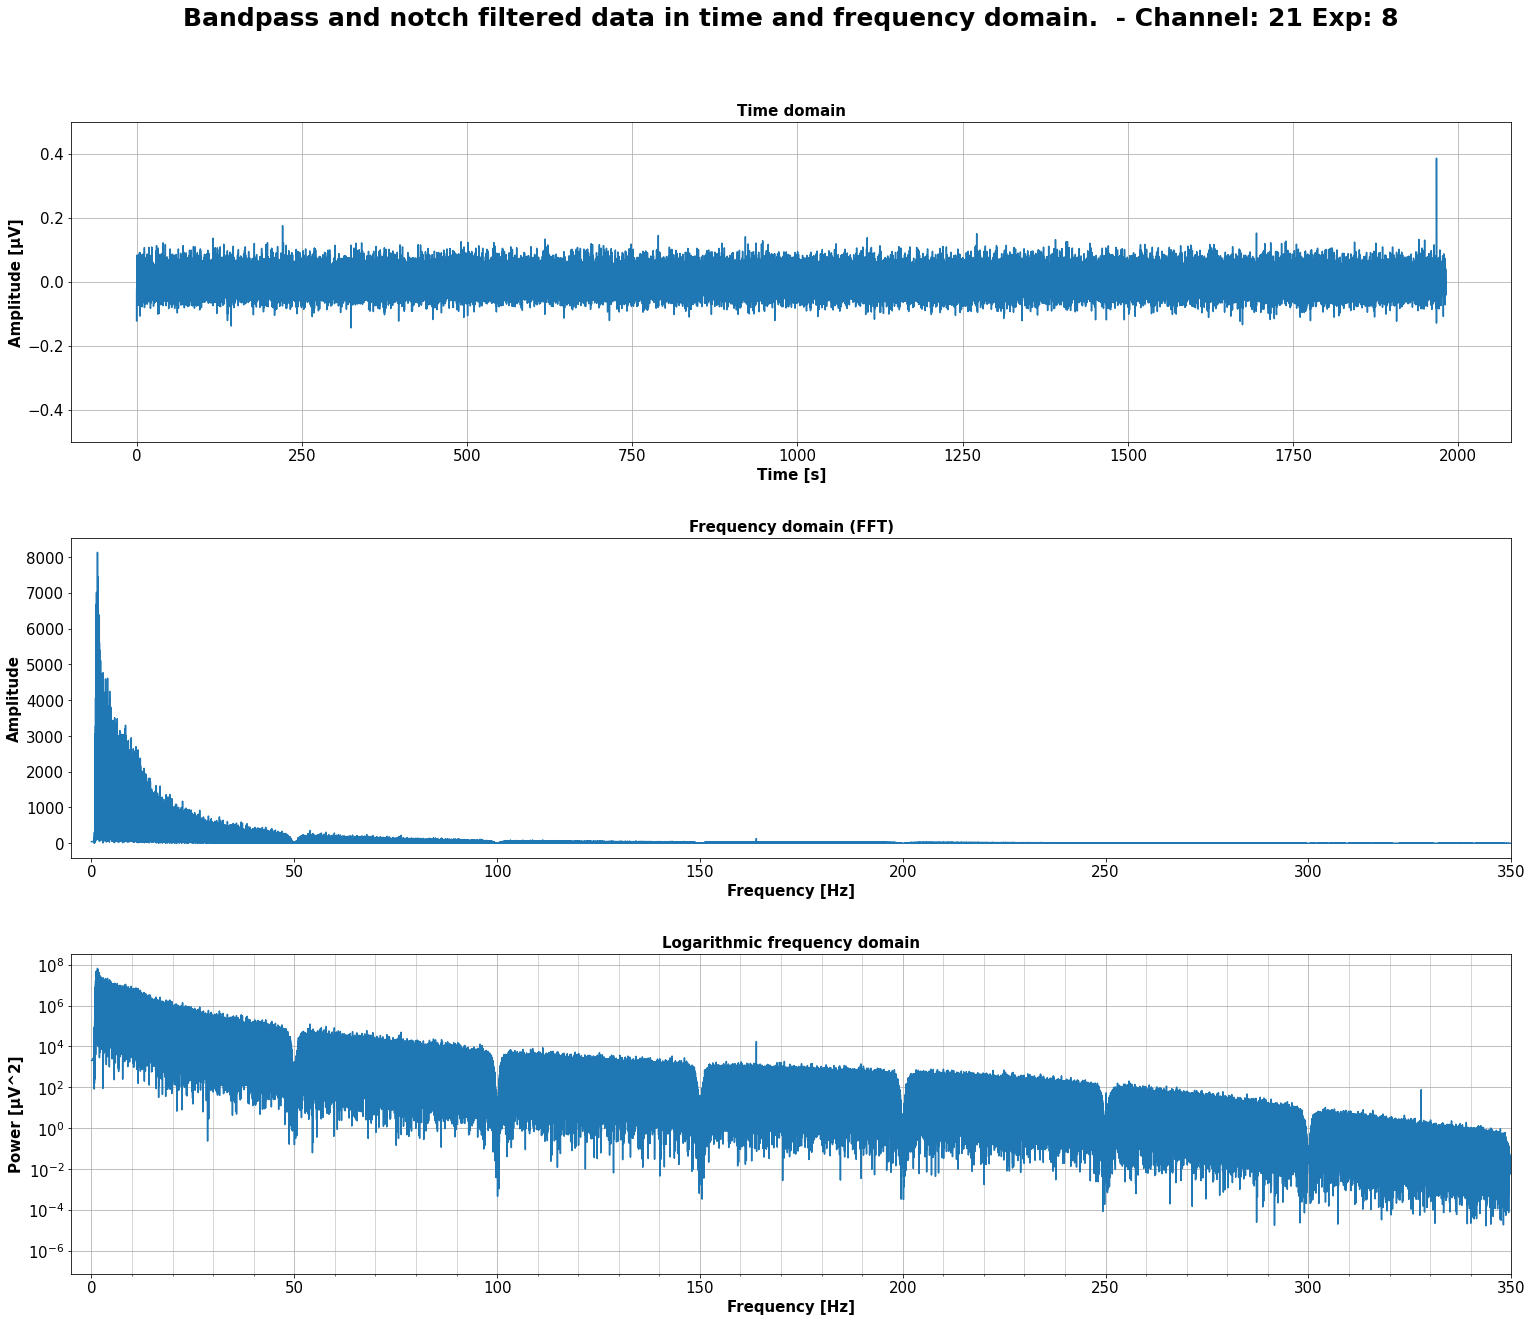 Bandpass and notch filtered data in time and frequency domain.  - Channel: 21 Exp: 8
Time domain
Amplitude [µV]
0.4
0.2
0.0
−0.2
−0.4
0 250 500 750 1000 1250 1500 1750 2000
Time [s]
Frequency domain (FFT)
Amplitude
8000
7000
6000
5000
4000
3000
2000
1000
0
0 50 100 150 200 250 300 350
Frequency [Hz]
Logarithmic frequency domain
Power [µV^2]
10^8
10^6
10^4
10^2
10^0
10^−2
10^−4
10^−6
0 50 100 150 200 250 300 350
Frequency [Hz]